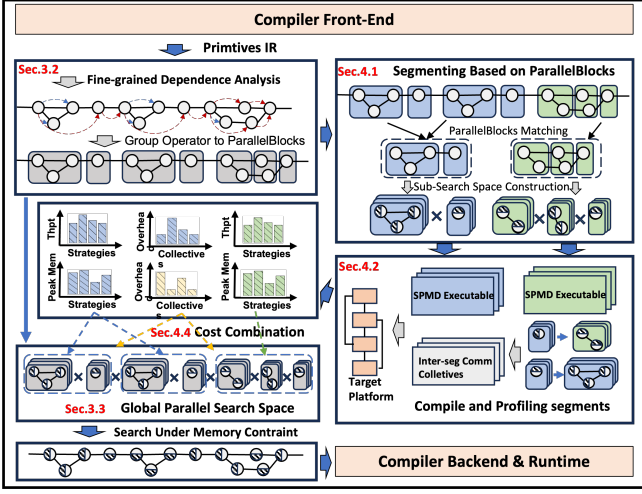 Compiler Front-End
Primtives IR
Sec.3.2
Fine-grained Dependence Analysis
Group Operator to ParallelBlocks
Sec.4.1
Segmenting Based on ParallelBlocks
ParallelBlocks Matching
Sub-Search Space Construction
Thpt
Strategies
Overhea
d
Collective
s
Thpt
Strategies
Peak Mem
Strategies
Overhea
Collective
s
Peak Mem
Strategies
Sec.4.4 Cost Combination
Sec.3.3
Global Parallel Search Space
Sec.4.2
SPMD Executable
SPMD Executable
Inter-seg Comm
Colletives
Target
Platform
Compile and Profiling segments
Search Under Memory Contraint
Compiler Backend & Runtime